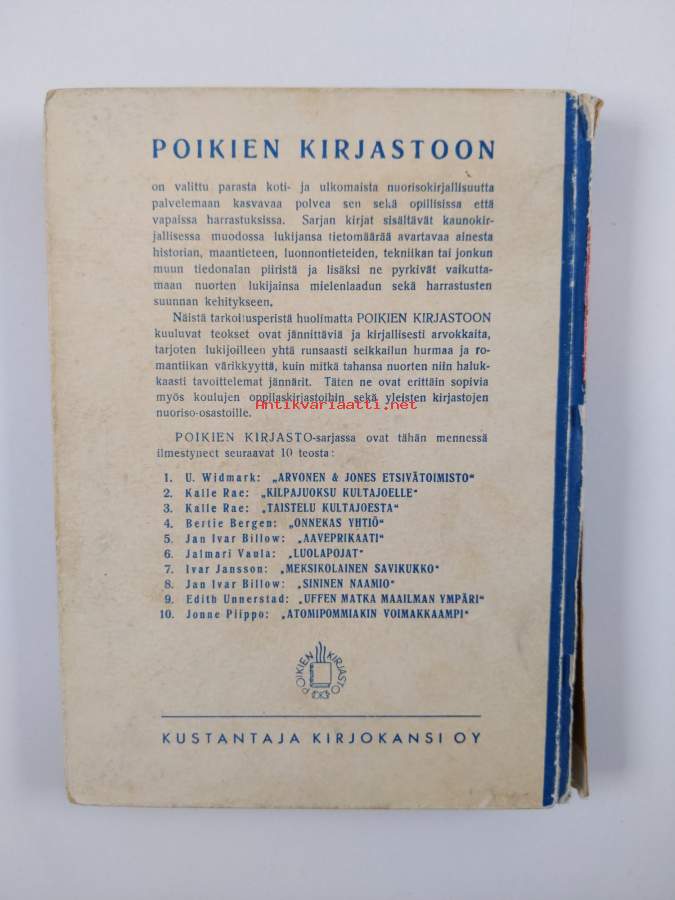 POIKIEN KIRJASTOON
on valittu parasta koti- ja ulkomaista nuorisokirjallisuutta
palvelemaan kasvavaa polvea sen sekä opillisissa että
vapaissa harrastuksissa. Sarjan kirjat sisältävät kaunokir-
jallisessa muodossa lukijansa tietomäärää avartavaa ainesta
historian, maantieteen, luonnontieteiden, tekniikan tai jonkun
muun tiedonalan piiristä ja lisäksi ne pyrkivät vaikutta-
maan nuorten lukijainsa mielenlaadun sekä harrastusten
suunnan kehitykseen.
Näistä tarkoitusperistä huolimatta POIKIEN KIRJASTOON
kuuluvat teokset ovat jännittäviä ja kirjallisesti arvokkaita,
tarjoten lukijoilleen yhtä runsaasti seikkailun hurmaa ja ro-
mantiikan värikkyyttä, kuin mitkä tahansa nuorten niin haluk-
kaasti tavoittelemat jännärit. Täten ne ovat erittäin sopivia
myös koulujen oppilaskirjastoihin sekä yleisten kirjastojen
Antikvariaatti.net
nuoriso-osastoille.
POIKIEN KIRJASTO-sarjassa ovat tähän mennessä
ilmestyneet seuraavat 10 teosta:
1. U. Widmark: „ARVONEN & JONES ETSIVÄTOIMISTO"
2. Kalle Rae: „KILPAJUOKSU KULTAJOELLE"
3. Kalle Rae: „TAISTELU KULTAJOESTA"
4. Bertie Bergen: „ONNEKAS YHTIÖ"
5. Jan Ivar Billow: „AAVEPRIKAATI"
6. Jalmari Vaula: „LUOLAPOJAT"
7. Ivar Jansson: „MEKSIKOLAINEN SAVIKUKKO"
8. Jan Ivar Billow: „SININEN NAAMIO"
9. Edith Unnerstad: „UFFEN MATKA MAAILMAN YMPÄRI"
10. Jonne Piippo: „ATOMIPOMMIAKIN VOIMAKKAAMPI"
POIKIEN KIRJASTO
KUSTANTAJA KIRJOKANSI OY